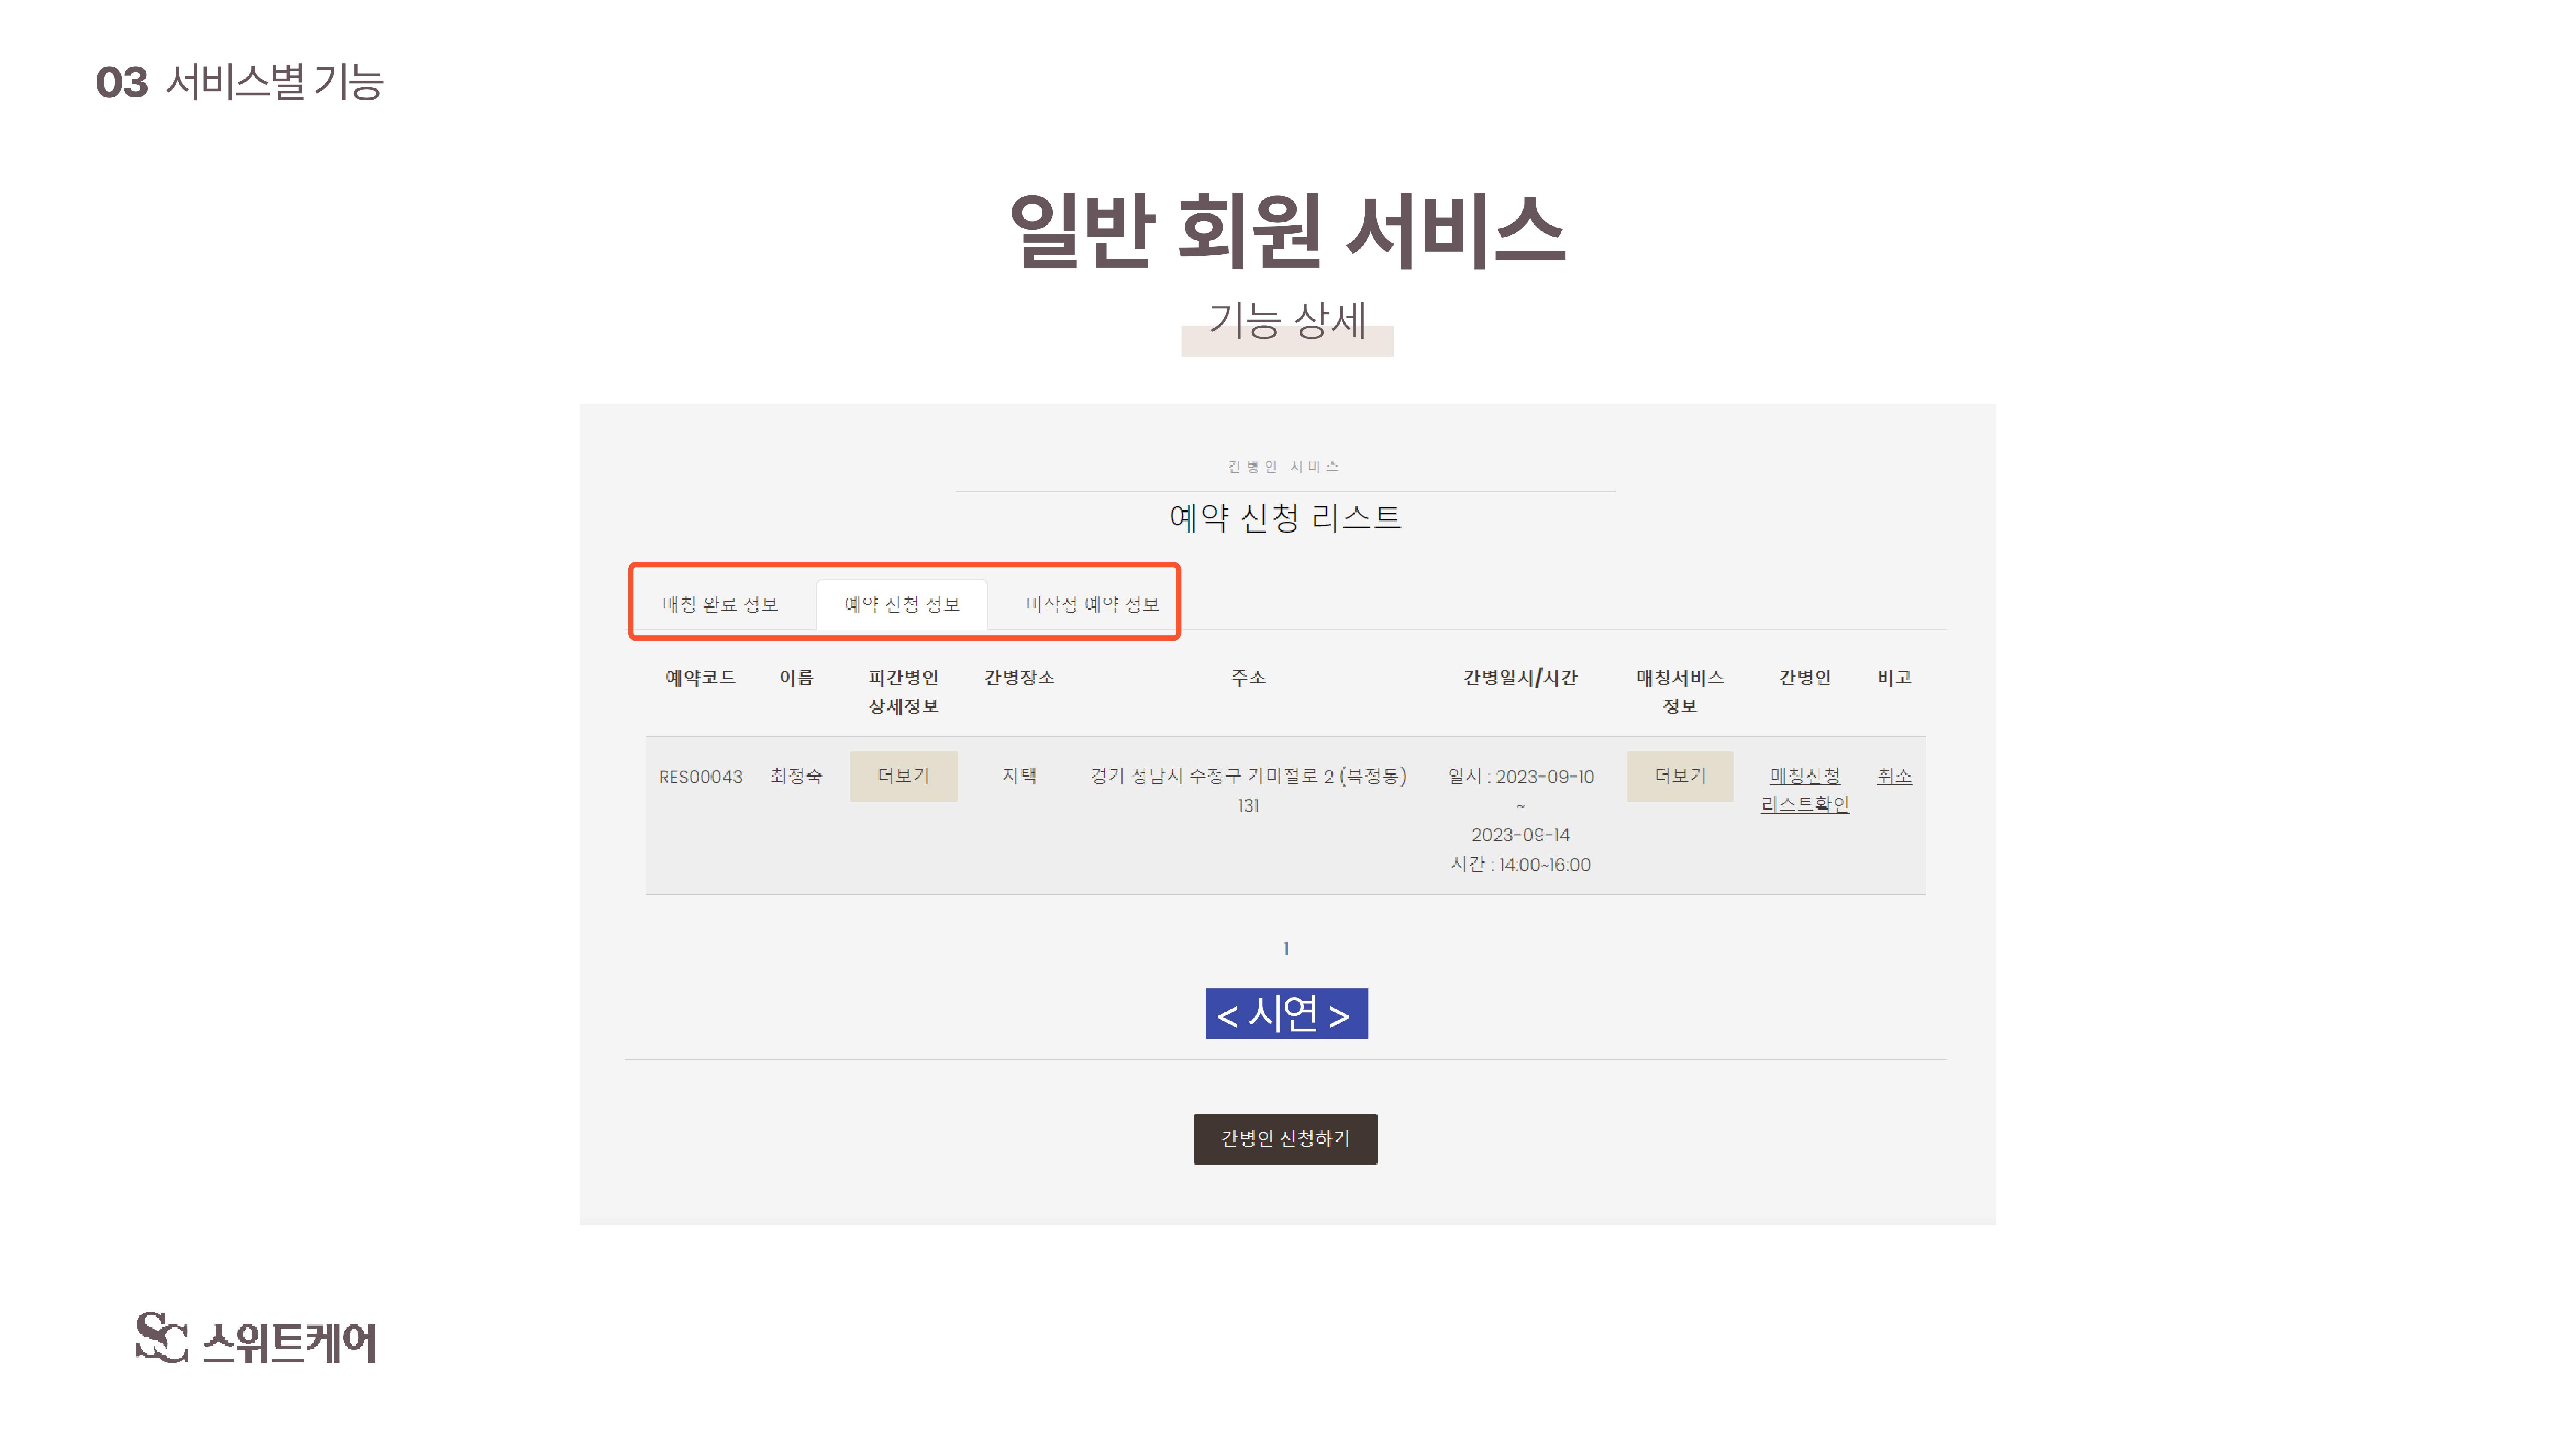 03 서비스별 기능
일반 회원 서비스
기능 상세
간병인 서비스
예약 신청 리스트
매칭 완료 정보 예약 신청 정보 미작성 예약 정보
예약코드 이름 피간병인 간병장소 주소 간병일시/시간 매칭서비스 간병인 비고
상세정보 정보
RES00043 최정숙 더보기 자택 경기 성남시 수정구 가마절로 2 (복정동) 일시 : 2023-09-10 더보기 매칭신청 취소
131 ~ 리스트확인
2023-09-14
시간 : 14:00~16:00
1
< 시연 >
간병인 신청하기
SC 스위트케어